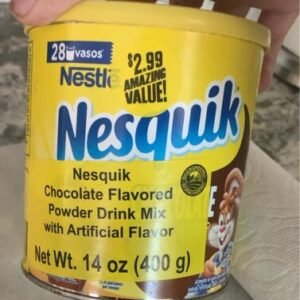 28 vasos
$2.99
AMAZING
VALUE!
Nestlé
Nesquik
Nesquik
Chocolate Flavored
Powder Drink Mix
with Artificial Flavor
Net Wt. 14 oz (400 g)